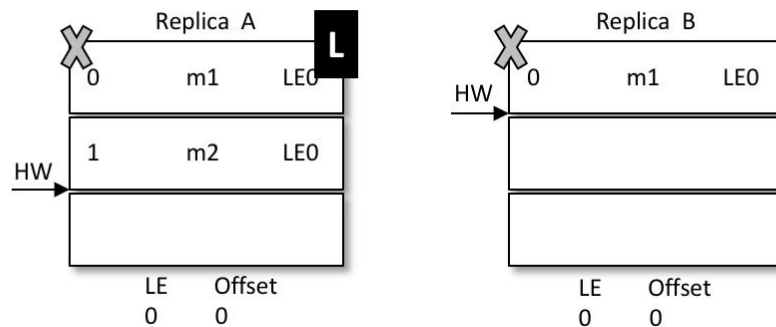 Replica A
L
0 m1 LE0
1 m2 LE0
HW
LE Offset
0 0
Replica B
0 m1 LE0
HW
LE Offset
0 0